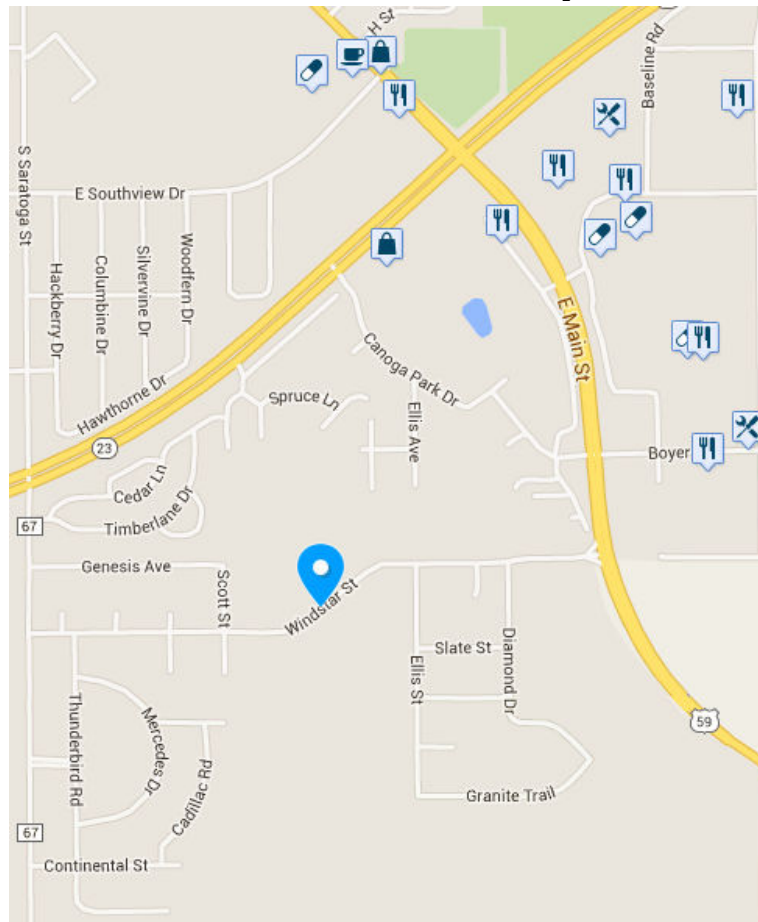 H St
Baseline Rd
S Saratoga St
E Southview Dr
Hackberry Dr
Columbine Dr
Silvervine Dr
Woodfern Dr
E Main St
Canoga Park Dr
Hawthorne Dr
Spruce Ln
Ellis Ave
23
Boyer
Cedar Ln
Timberlane Dr
67
Genesis Ave
Scott St
Windstar St
Slate St
Ellis St
Diamond Dr
Thunderbird Rd
Mercedes Dr
59
Cadillac Rd
Granite Trail
67
Continental St